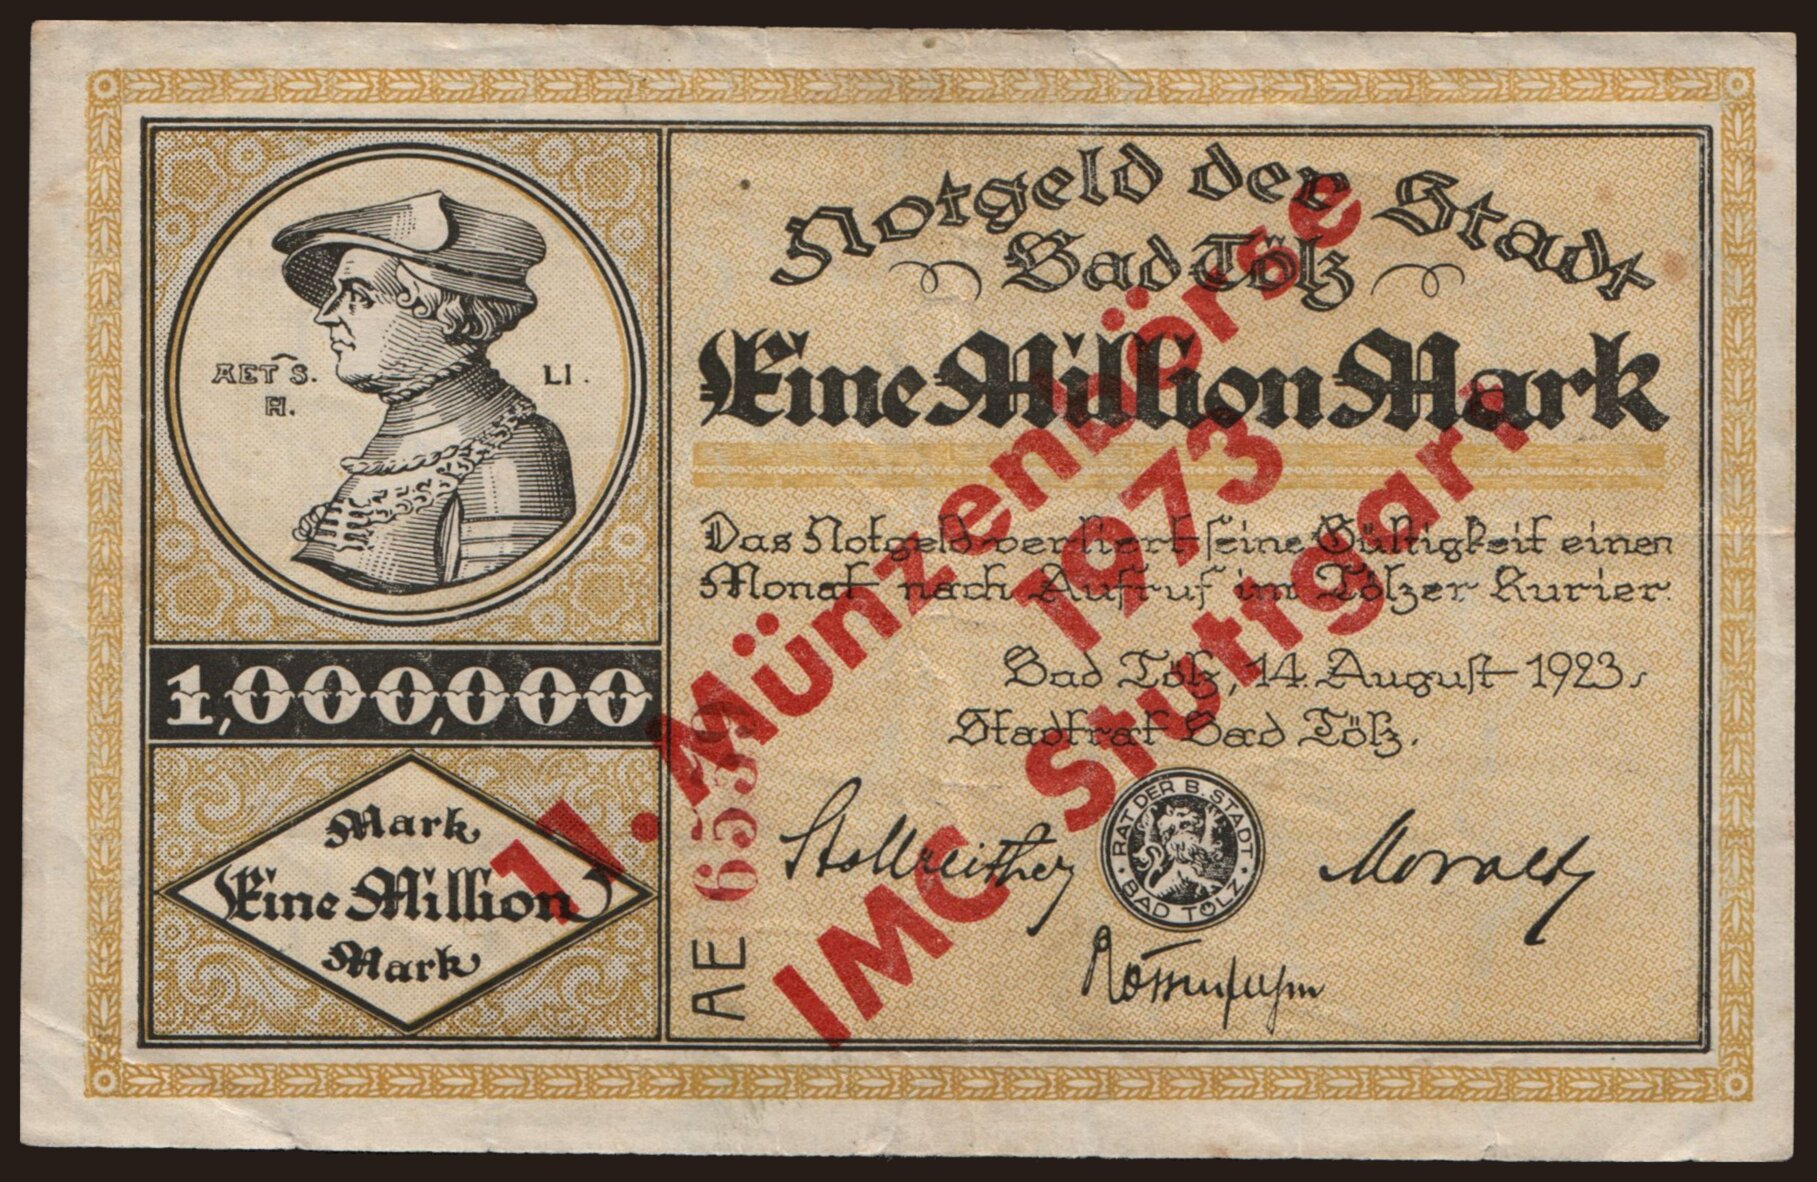 Notgeld der Stadt
Bad Tölz
Eine Million Mark
Das Notgeld verliert seine Gültigkeit einen
Monat nach Aufruf im Tölzer Kurier.
Bad Tölz, 14. August 1923.
Stadtrat Bad Tölz.
AET S. LI.
H.
1,000,000
Mark
Eine Million
Mark
AE 65379
RAT DER B. STADT
BAD TÖLZ
Stollreither
11. Münzenbörse
1973
IMC Stuttgart